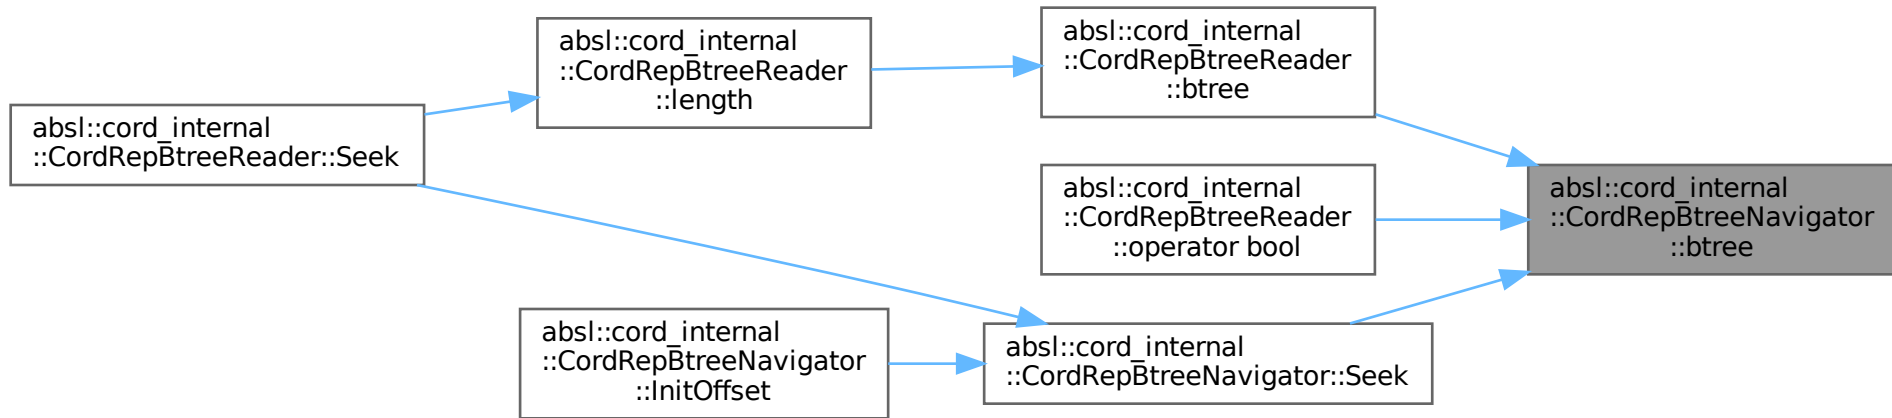 absl::cord_internal
::CordRepBtreeReader::Seek
absl::cord_internal
::CordRepBtreeReader
::length
absl::cord_internal
::CordRepBtreeNavigator
::InitOffset
absl::cord_internal
::CordRepBtreeReader
::btree
absl::cord_internal
::CordRepBtreeReader
::operator bool
absl::cord_internal
::CordRepBtreeNavigator::Seek
absl::cord_internal
::CordRepBtreeNavigator
::btree